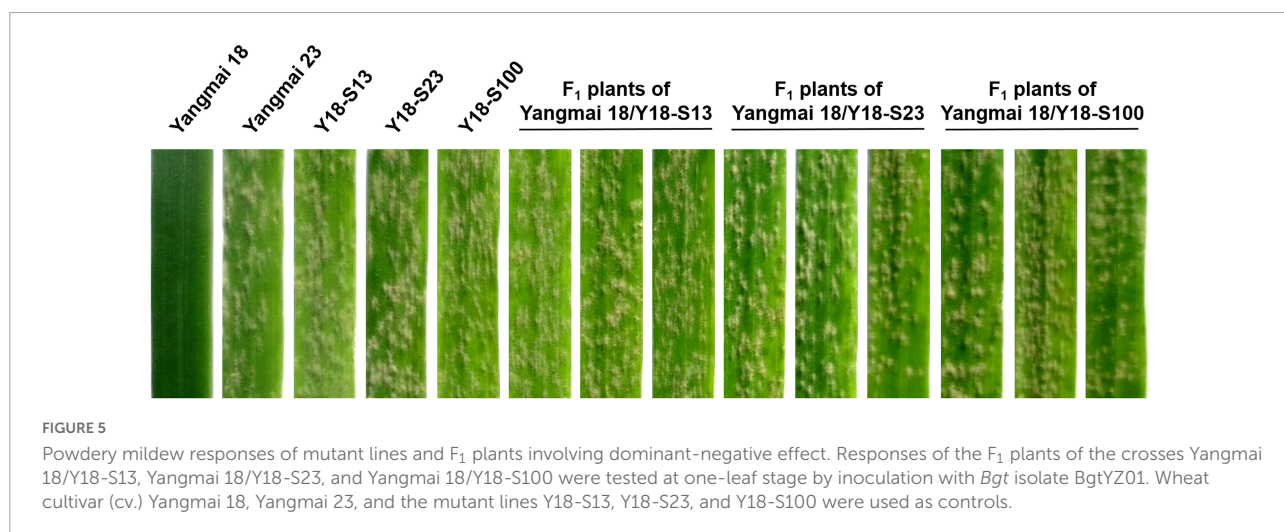 Yangmai 18
Yangmai 23
Y18-S13
Y18-S23
Y18-S100
F₁ plants of
Yangmai 18/Y18-S13
F₁ plants of
Yangmai 18/Y18-S23
F₁ plants of
Yangmai 18/Y18-S100
FIGURE 5
Powdery mildew responses of mutant lines and F₁ plants involving dominant-negative effect. Responses of the F₁ plants of the crosses Yangmai
18/Y18-S13, Yangmai 18/Y18-S23, and Yangmai 18/Y18-S100 were tested at one-leaf stage by inoculation with Bgt isolate BgtYZ01. Wheat
cultivar (cv.) Yangmai 18, Yangmai 23, and the mutant lines Y18-S13, Y18-S23, and Y18-S100 were used as controls.